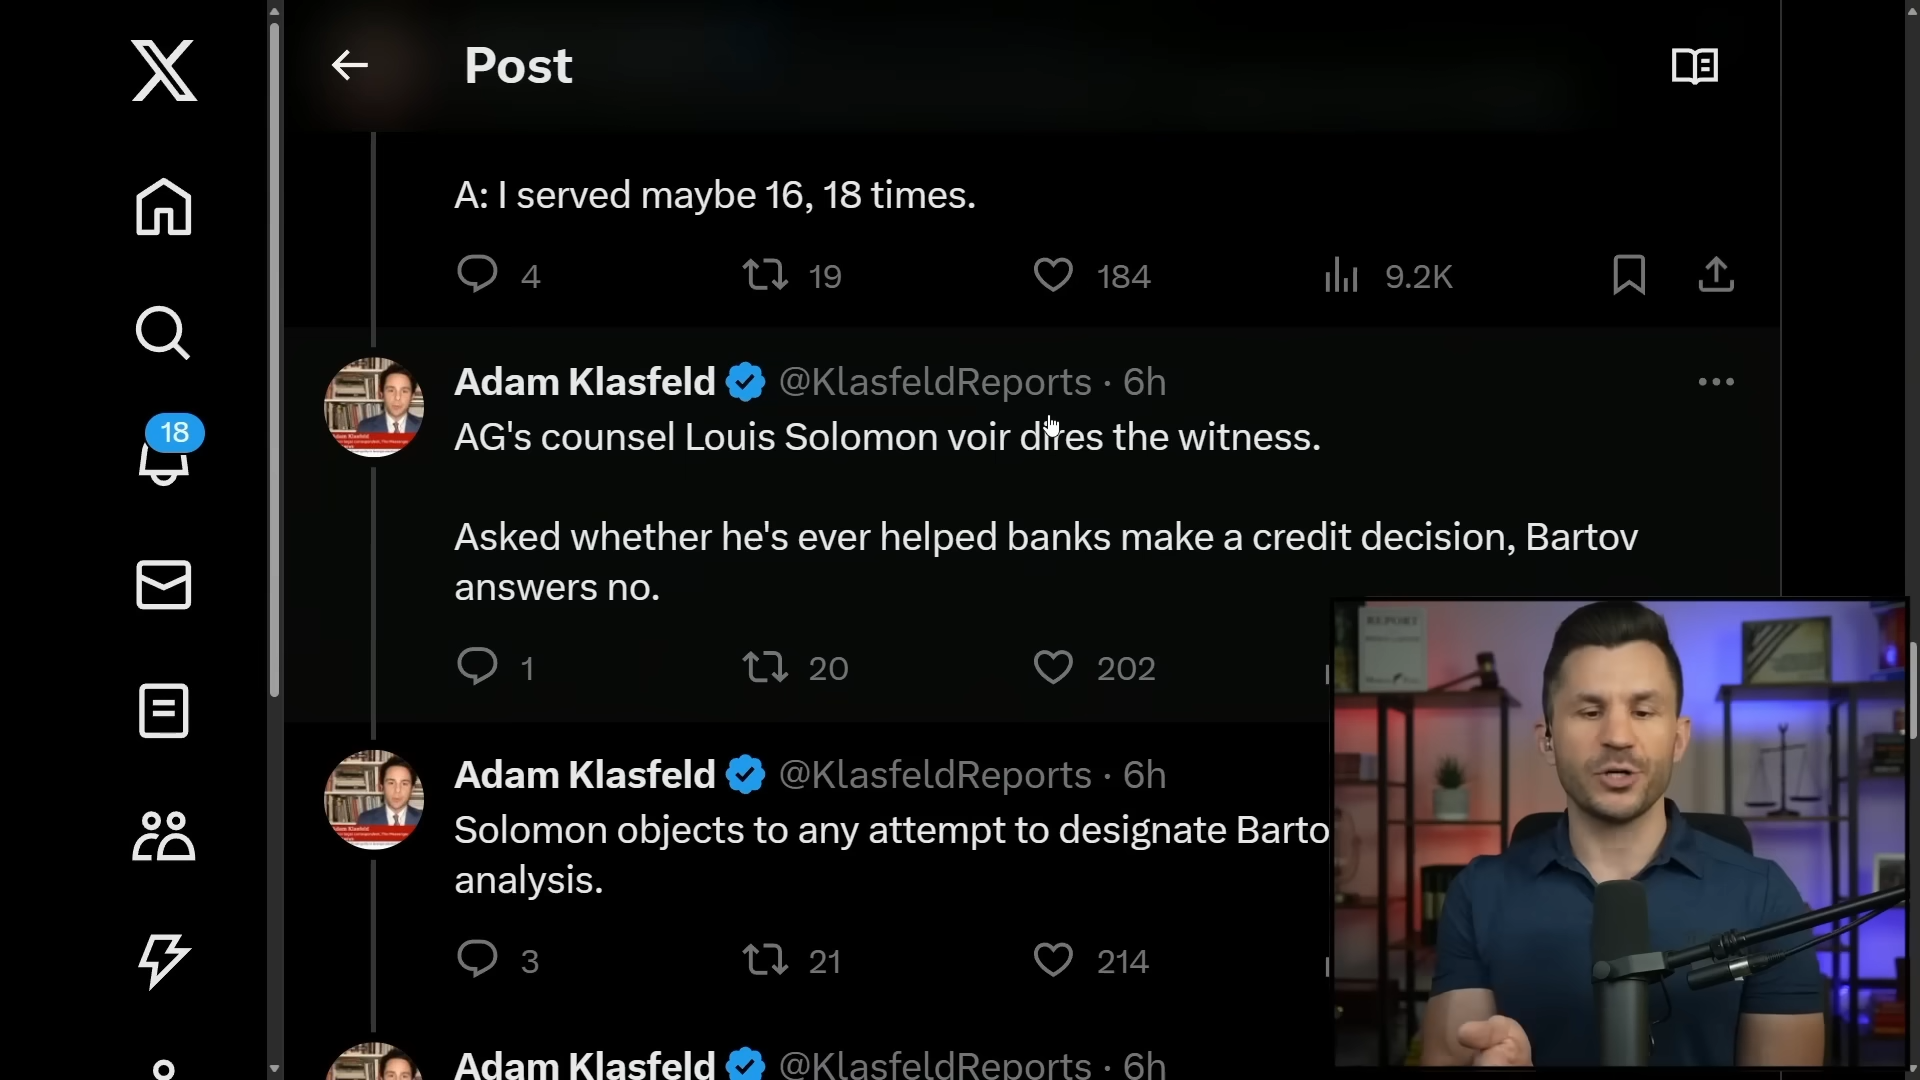 Post
A: I served maybe 16, 18 times.
4 19 184 9.2K
Adam Klasfeld @KlasfeldReports · 6h
AG's counsel Louis Solomon voir dires the witness.
18
Asked whether he's ever helped banks make a credit decision, Bartov
answers no.
REPORT
1 20 202
Adam Klasfeld @KlasfeldReports · 6h
Solomon objects to any attempt to designate Barto
analysis.
3 21 214
Adam Klasfeld @KlasfeldReports · 6h